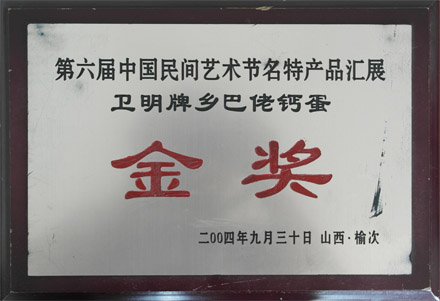 第六届中国民间艺术节名特产品汇展
卫明牌乡巴佬钙蛋
金奖
二00四年九月三十日 山西·榆次